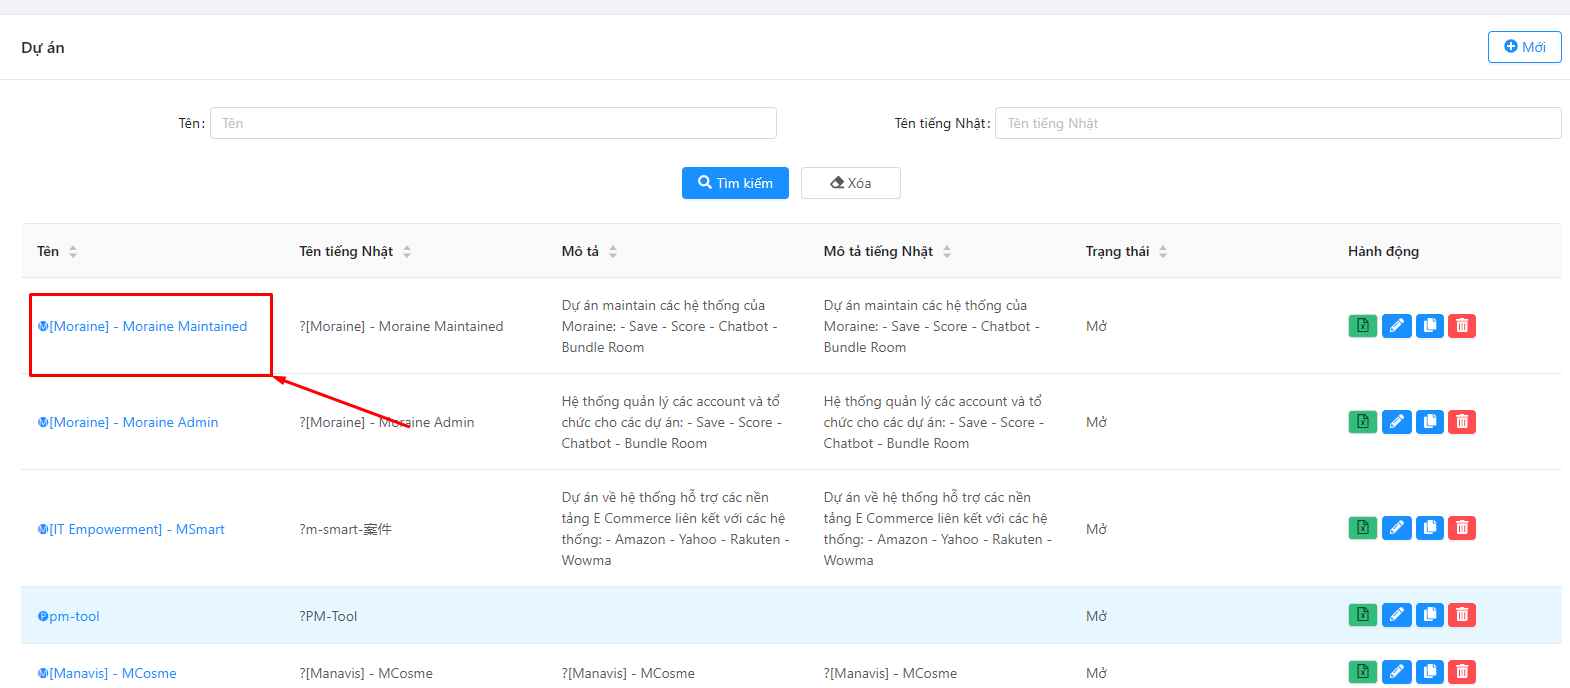 Dự án
Mới
Tên: Tên
Tên tiếng Nhật: Tên tiếng Nhật
Tìm kiếm
Xóa
Tên Tên tiếng Nhật Mô tả Mô tả tiếng Nhật Trạng thái Hành động
Ⓜ[Moraine] - Moraine Maintained
?[Moraine] - Moraine Maintained
Dự án maintain các hệ thống của
Moraine: - Save - Score - Chatbot -
Bundle Room
Dự án maintain các hệ thống của
Moraine: - Save - Score - Chatbot -
Bundle Room
Mở
Ⓜ[Moraine] - Moraine Admin
?[Moraine] - Moraine Admin
Hệ thống quản lý các account và tổ
chức cho các dự án: - Save - Score -
Chatbot - Bundle Room
Hệ thống quản lý các account và tổ
chức cho các dự án: - Save - Score -
Chatbot - Bundle Room
Mở
Ⓜ[IT Empowerment] - MSmart
?m-smart-案件
Dự án về hệ thống hỗ trợ các nền
tảng E Commerce liên kết với các hệ
thống: - Amazon - Yahoo - Rakuten -
Wowma
Dự án về hệ thống hỗ trợ các nền
tảng E Commerce liên kết với các hệ
thống: - Amazon - Yahoo - Rakuten -
Wowma
Mở
Ⓟpm-tool
?PM-Tool
Mở
Ⓜ[Manavis] - MCosme
?[Manavis] - MCosme
?[Manavis] - MCosme
?[Manavis] - MCosme
Mở